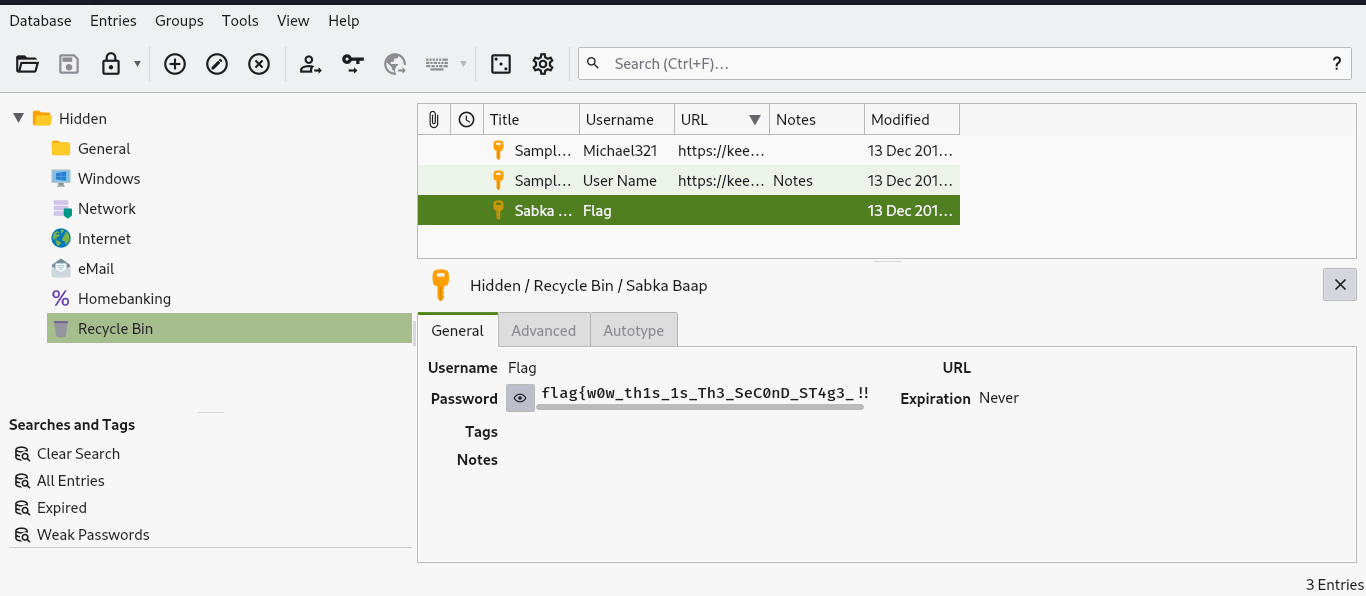 Database Entries Groups Tools View Help
Search (Ctrl+F)... ?
Hidden
General
Windows
Network
Internet
eMail
Homebanking
Recycle Bin
Searches and Tags
Clear Search
All Entries
Expired
Weak Passwords
Title Username URL Notes Modified
Sampl... Michael321 https://kee... 13 Dec 201...
Sampl... User Name https://kee... Notes 13 Dec 201...
Sabka ... Flag 13 Dec 201...
Hidden / Recycle Bin / Sabka Baap
General Advanced Autotype
Username Flag URL
Password flag{w0w_th1s_1s_Th3_SeC0nD_ST4g3_!! Expiration Never
Tags
Notes
3 Entries